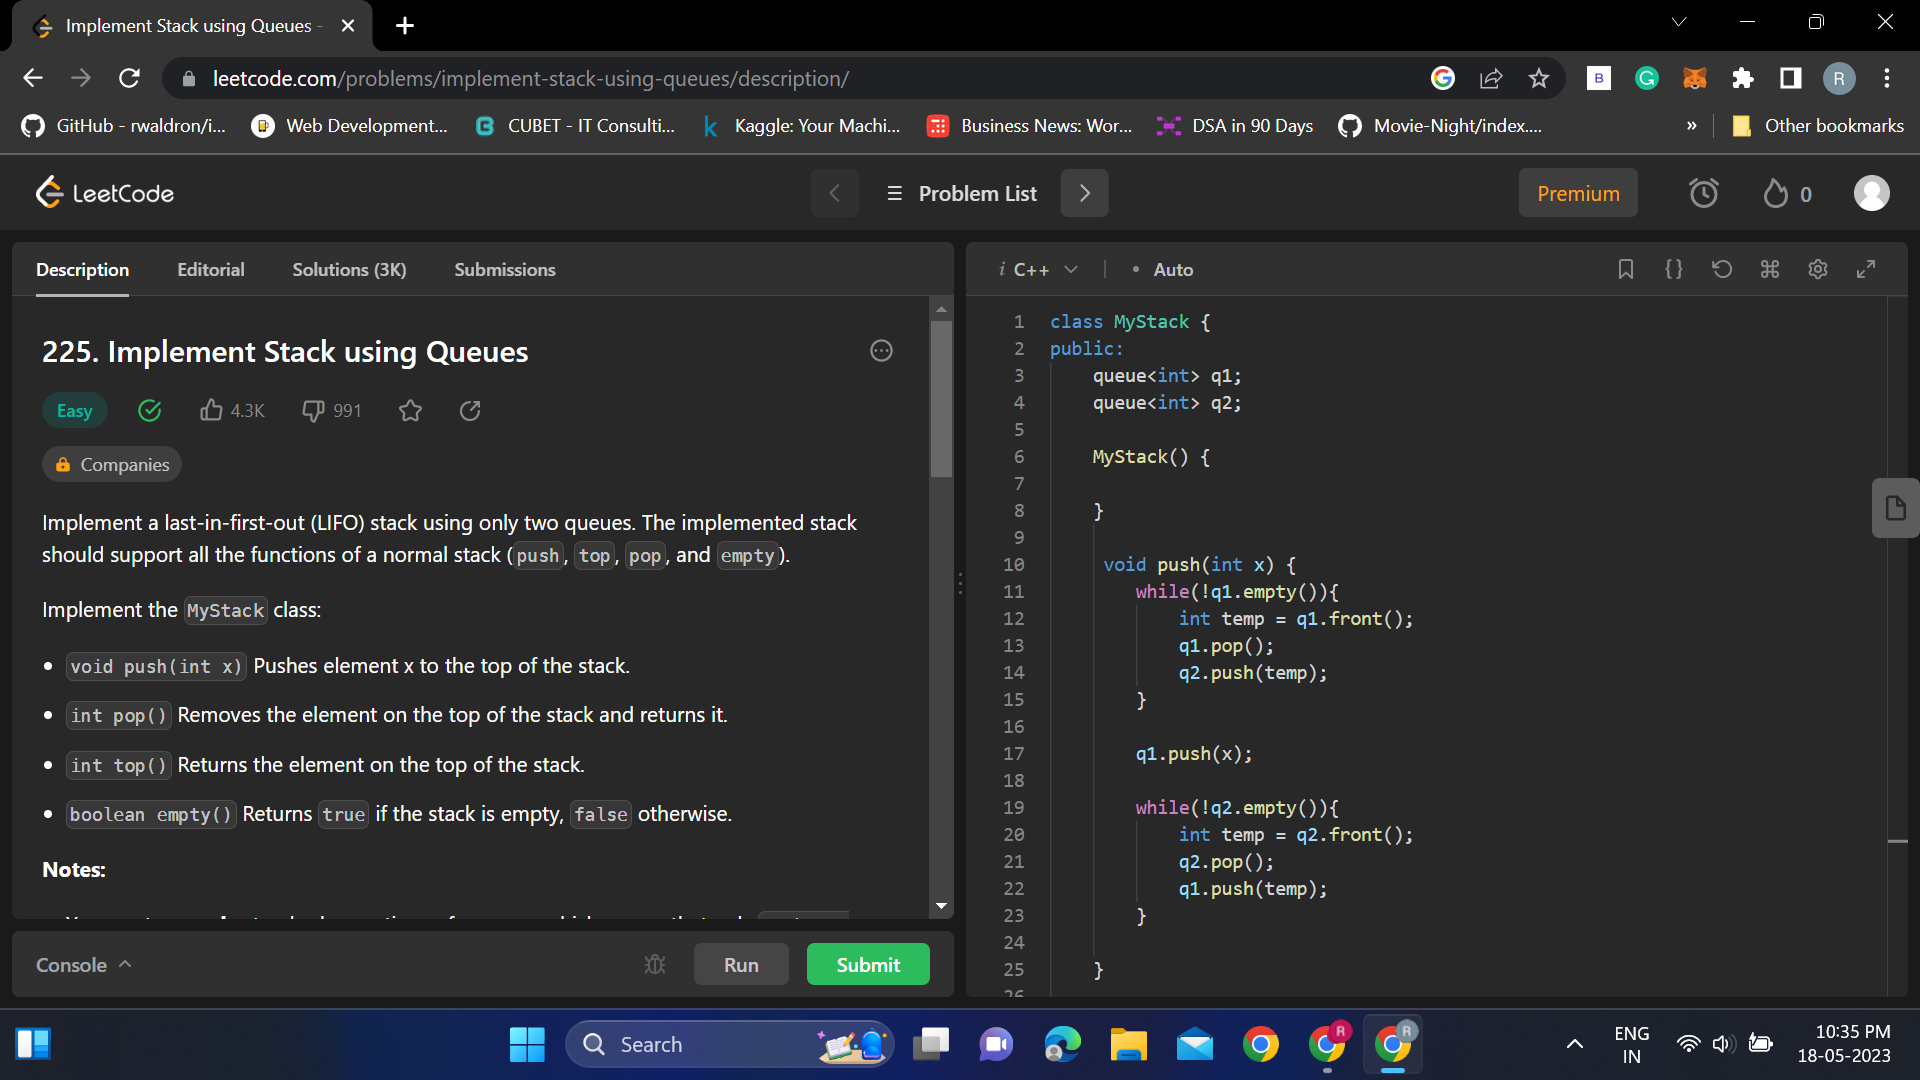 Implement Stack using Queues -
leetcode.com/problems/implement-stack-using-queues/description/
B
G
R
GitHub - rwaldron/i...
Web Development...
CUBET - IT Consulti...
Kaggle: Your Machi...
Business News: Wor...
DSA in 90 Days
Movie-Night/index....
»
Other bookmarks
LeetCode
Problem List
Premium
0
Description
Editorial
Solutions (3K)
Submissions
225. Implement Stack using Queues
Easy
4.3K
991
Companies
Implement a last-in-first-out (LIFO) stack using only two queues. The implemented stack
should support all the functions of a normal stack (push, top, pop, and empty).
Implement the MyStack class:
• void push(int x) Pushes element x to the top of the stack.
• int pop() Removes the element on the top of the stack and returns it.
• int top() Returns the element on the top of the stack.
• boolean empty() Returns true if the stack is empty, false otherwise.
Notes:
Console
Run
Submit
i C++
• Auto
1 class MyStack {
2 public:
3 queue<int> q1;
4 queue<int> q2;
5
6 MyStack() {
7
8 }
9
10 void push(int x) {
11 while(!q1.empty()){
12 int temp = q1.front();
13 q1.pop();
14 q2.push(temp);
15 }
16
17 q1.push(x);
18
19 while(!q2.empty()){
20 int temp = q2.front();
21 q2.pop();
22 q1.push(temp);
23 }
24
25 }
26
Search
R
R
ENG
IN
10:35 PM
18-05-2023